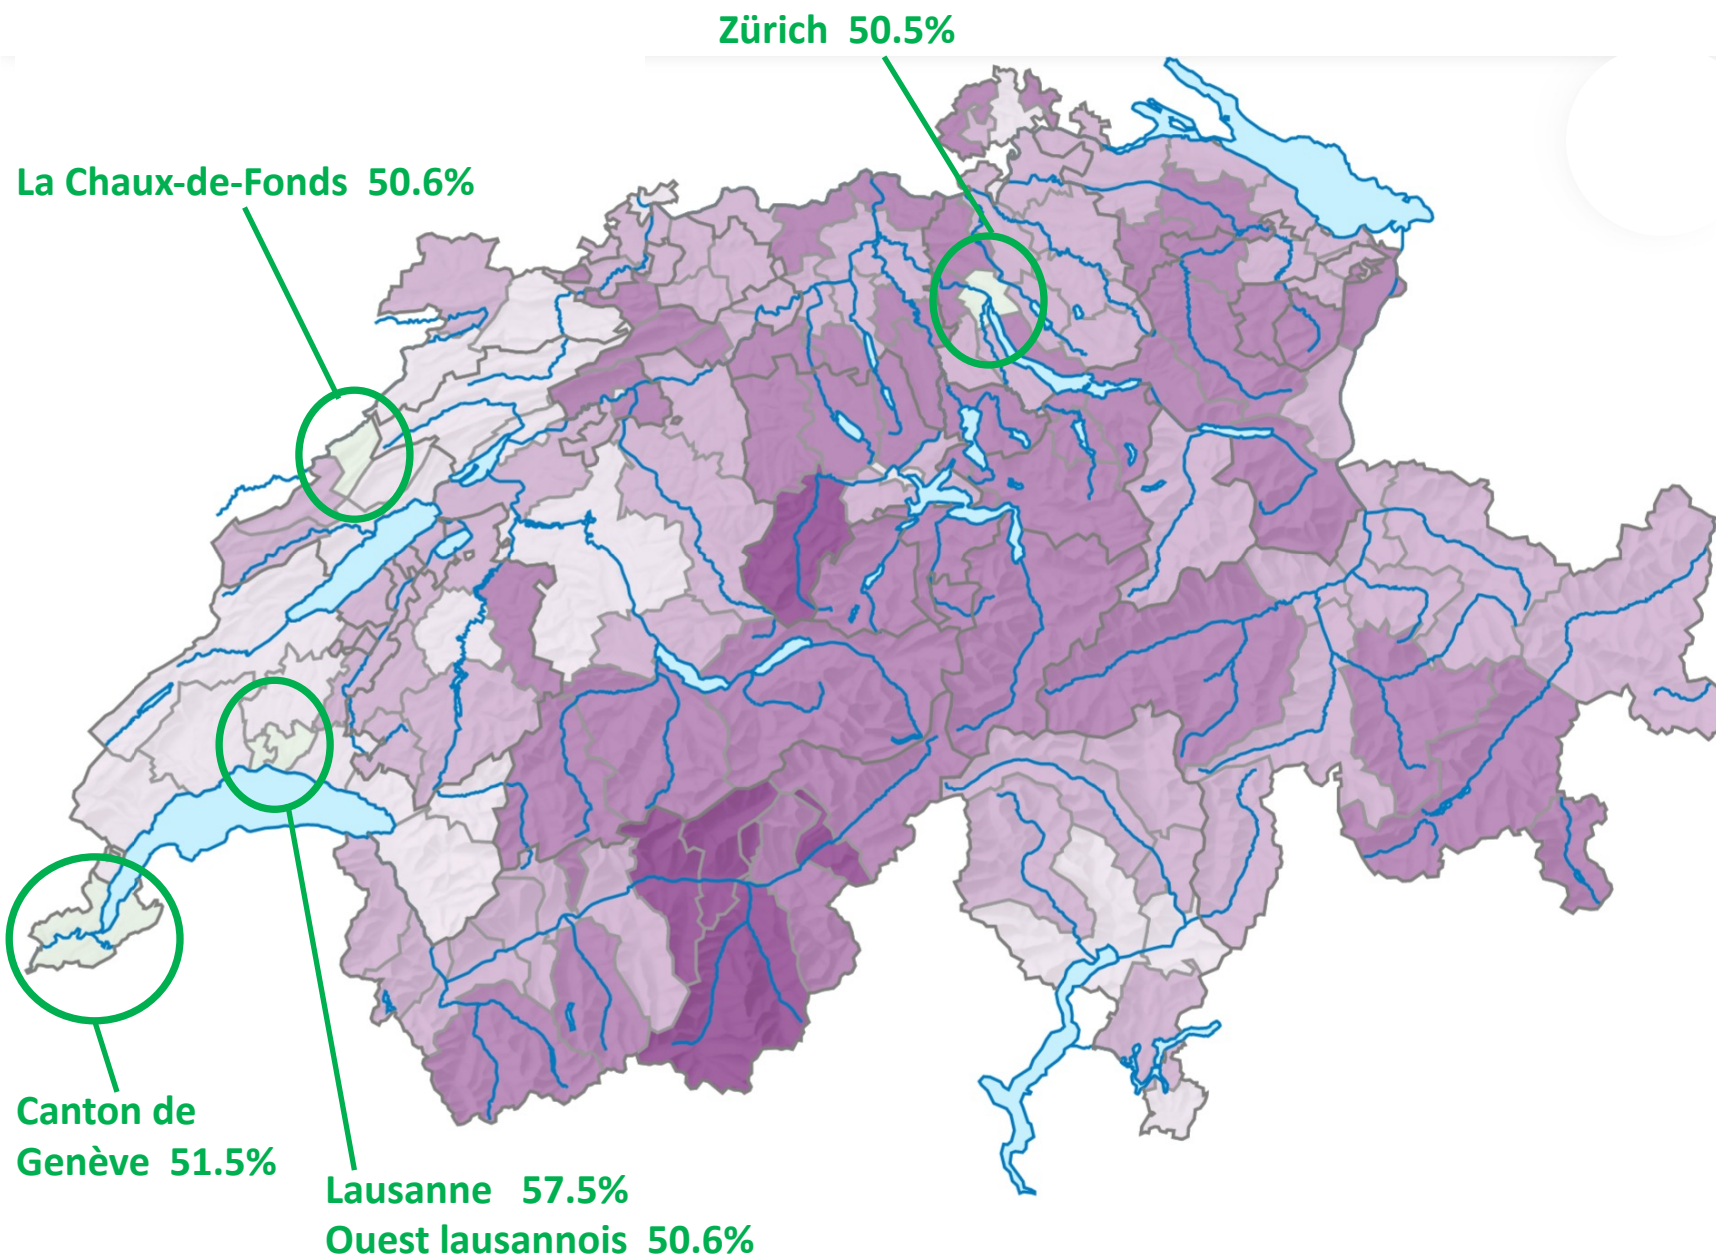 Zürich 50.5%
La Chaux-de-Fonds 50.6%
Canton de
Genève 51.5%
Lausanne 57.5%
Ouest lausannois 50.6%